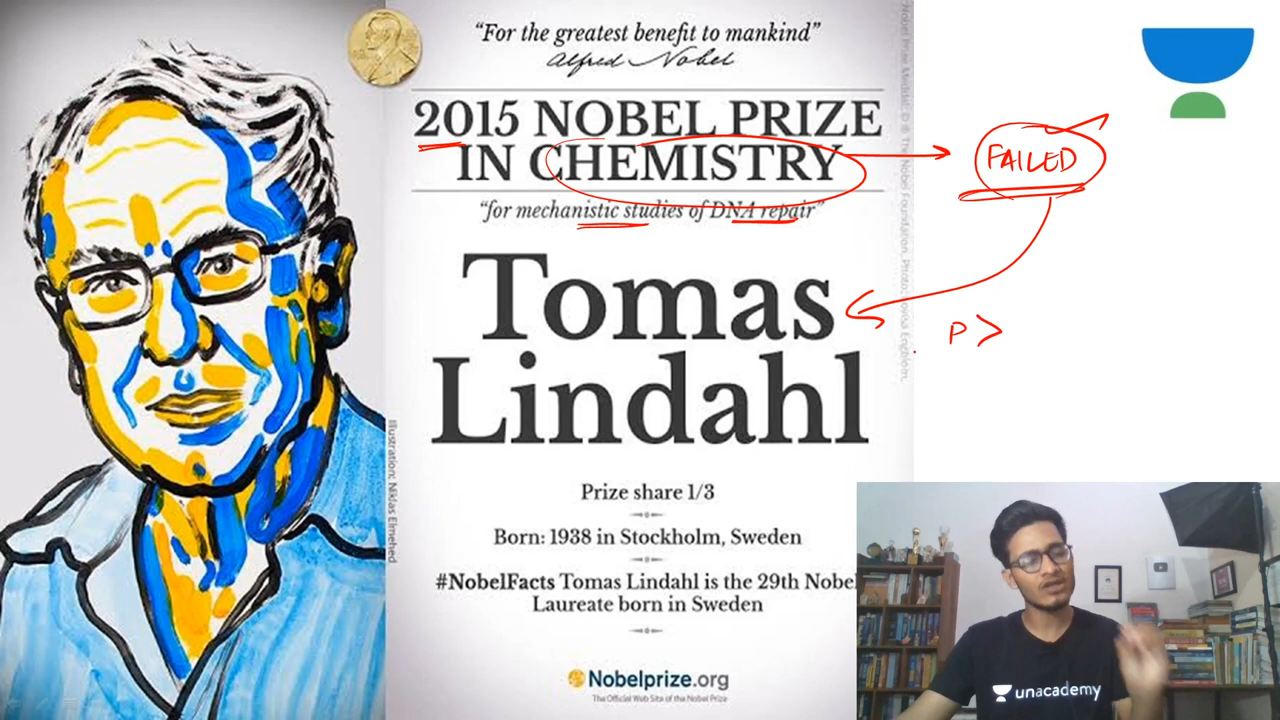 “For the greatest benefit to mankind”
Alfred Nobel
2015 NOBEL PRIZE
IN CHEMISTRY
“for mechanistic studies of DNA repair”
FAILED
Tomas
Lindahl
P >
Prize share 1/3
Born: 1938 in Stockholm, Sweden
#NobelFacts Tomas Lindahl is the 29th Nobel
Laureate born in Sweden
Nobelprize.org
The Official Web Site of the Nobel Prize
Illustration: Niklas Elmehed
unacademy